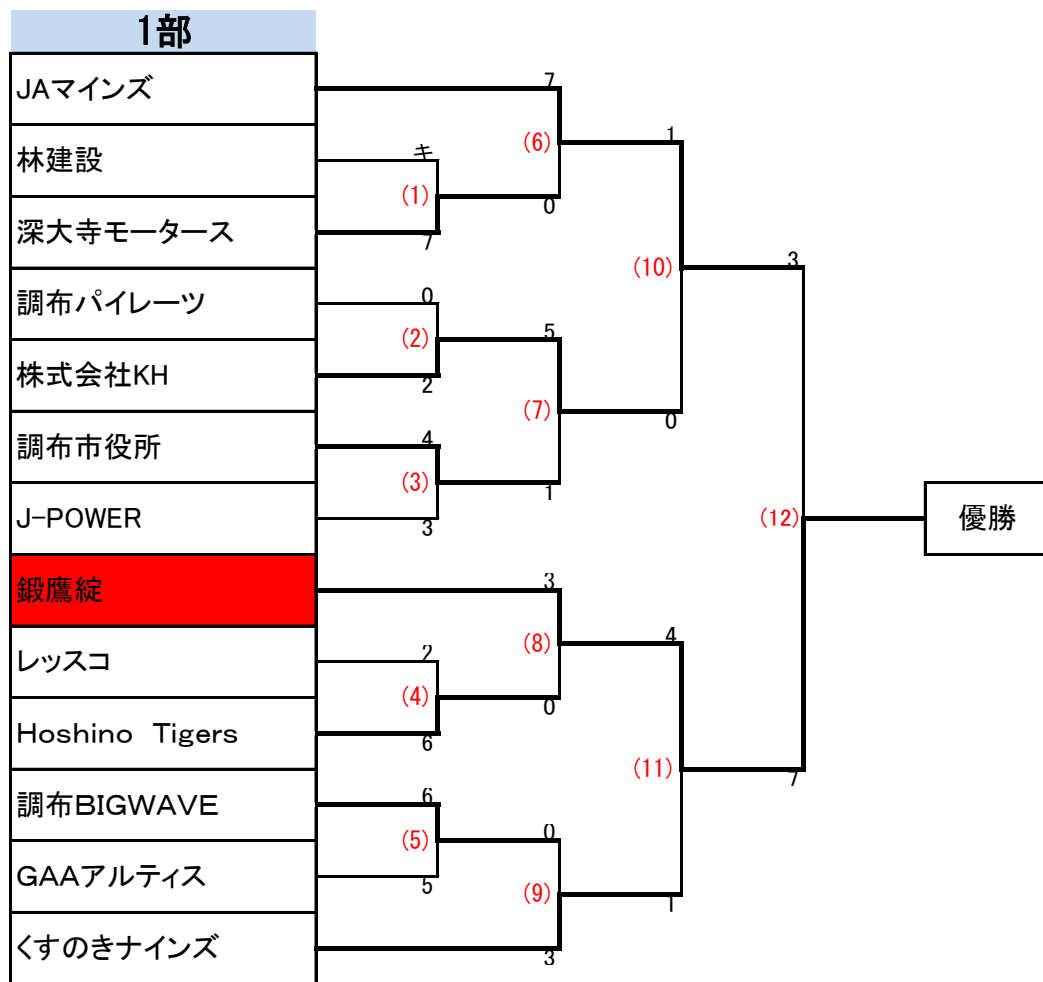 1部
JAマインズ
林建設
深大寺モータース
調布パイレーツ
株式会社KH
調布市役所
J-POWER
鍛鷹綻
レッスコ
Hoshino Tigers
調布BIGWAVE
GAAアルティス
くすのきナインズ
キ
(1)
7
0
(2)
2
4
(3)
3
2
(4)
6
6
(5)
5
7
(6)
0
5
(7)
1
3
(8)
0
0
(9)
3
1
(10)
0
4
(11)
1
3
(12)
7
優勝